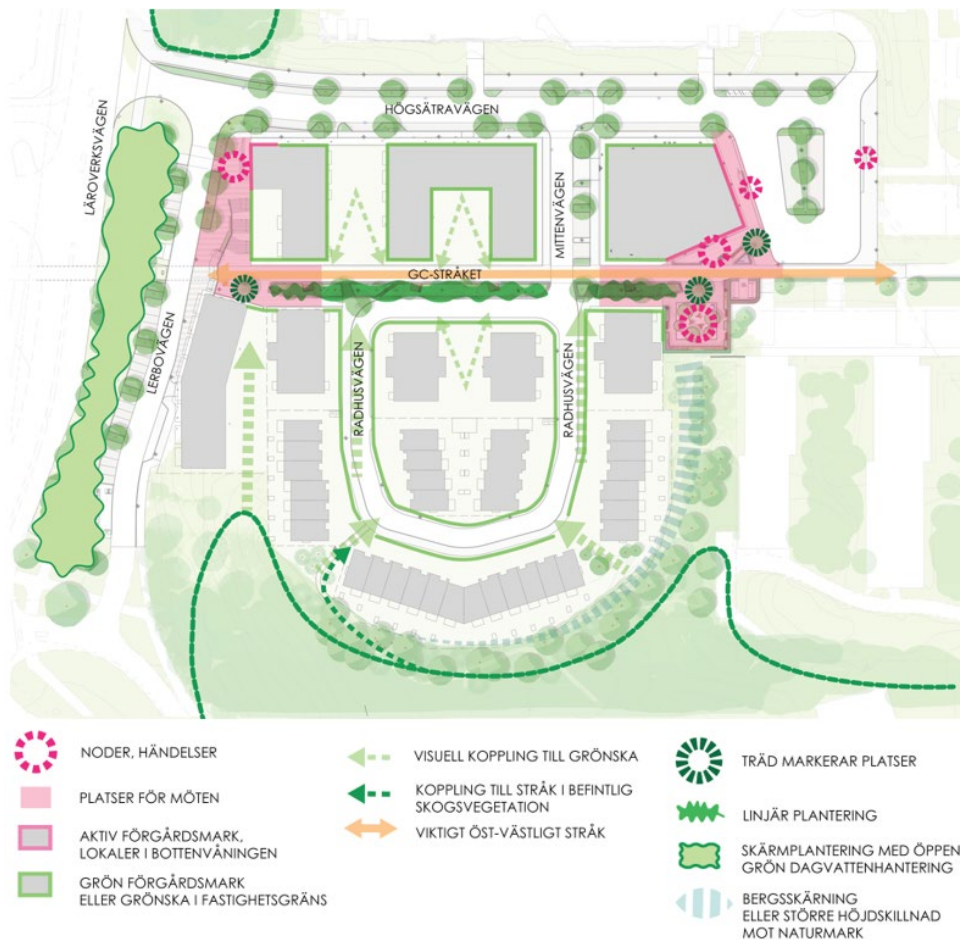 HÖGSÄTRAVÄGEN
LÄROVERKSVÄGEN
MITTENVÄGEN
GC-STRÅKET
LERBOVÄGEN
RADHUSVÄGEN
RADHUSVÄGEN
NODER, HÄNDELSER
PLATSER FÖR MÖTEN
AKTIV FÖRGÅRDSMARK,
LOKALER I BOTTENVÅNINGEN
GRÖN FÖRGÅRDSMARK
ELLER GRÖNSKA I FASTIGHETSGRÄNS
VISUELL KOPPLING TILL GRÖNSKA
KOPPLING TILL STRÅK I BEFINTLIG
SKOGSVEGETATION
VIKTIGT ÖST-VÄSTLIGT STRÅK
TRÄD MARKERAR PLATSER
LINJÄR PLANTERING
SKÄRMPLANTERING MED ÖPPEN
GRÖN DAGVATTENHANTERING
BERGSSKÄRNING
ELLER STÖRRE HÖJDSKILLNAD
MOT NATURMARK